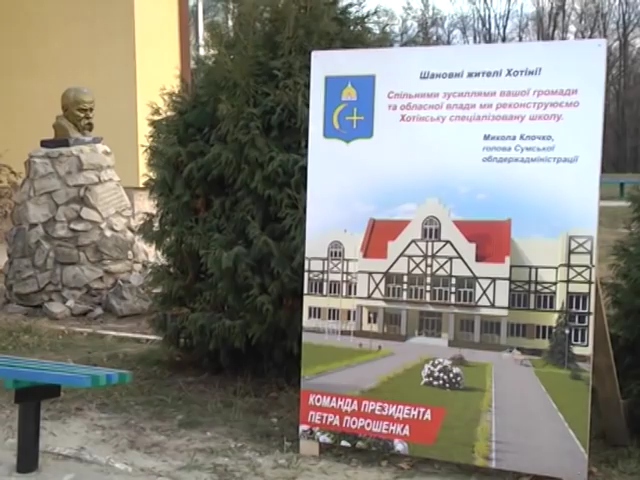 Шановні жителі Хотіні!
Спільними зусиллями вашої громади
та обласної влади ми реконструюємо
Хотінську спеціалізовану школу.
Микола Клочко,
голова Сумської
облдержадміністрації
КОМАНДА ПРЕЗИДЕНТА
ПЕТРА ПОРОШЕНКА